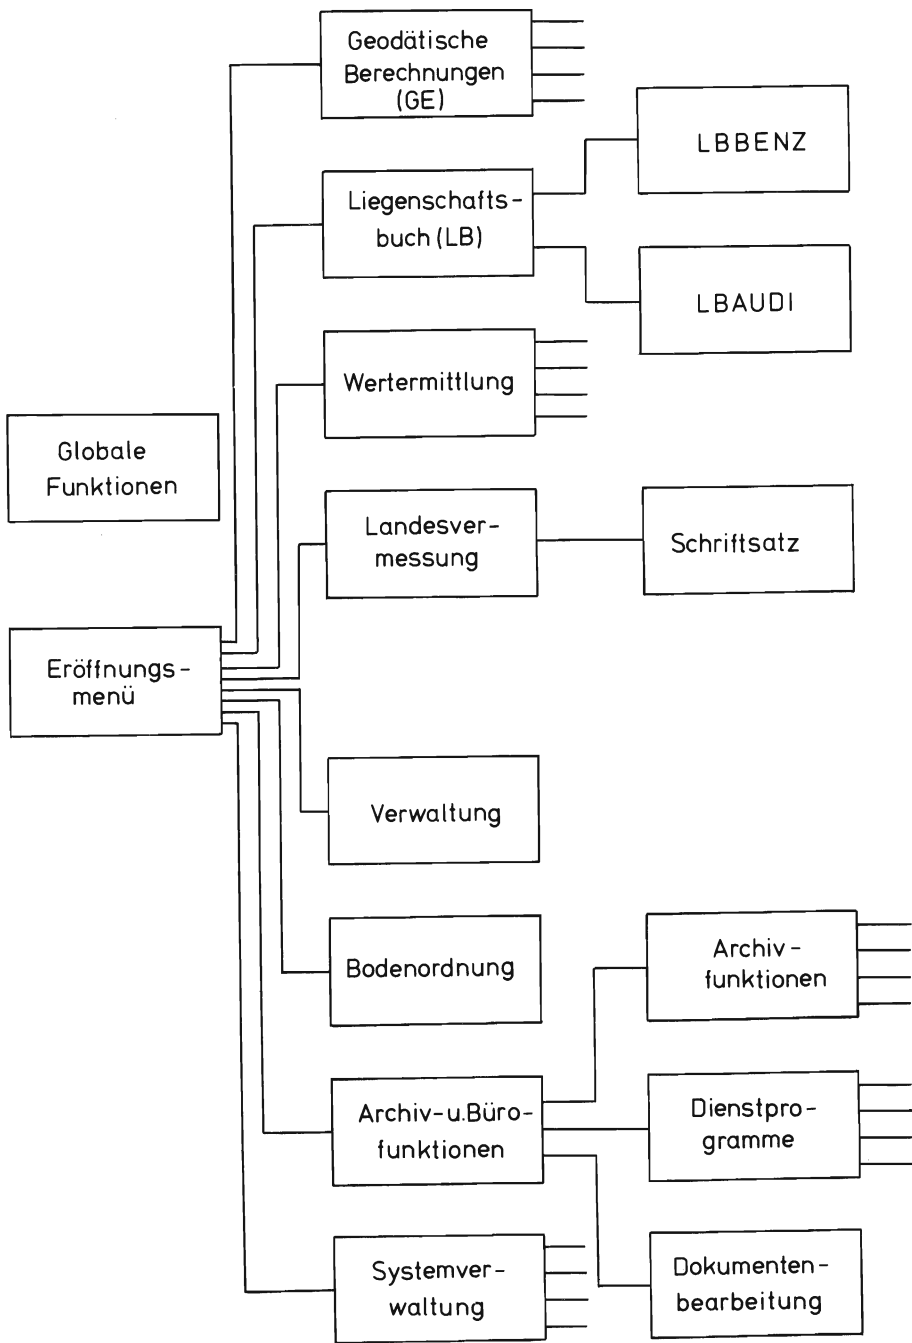 Geodätische
Berechnungen
(GE)
LBBENZ
Liegenschafts-
buch (LB)
LBAUDI
Wertermittlung
Globale
Funktionen
Landesver-
messung
Schriftsatz
Eröffnungs-
menü
Verwaltung
Bodenordnung
Archiv-
funktionen
Archiv-u.Büro-
funktionen
Dienstpro-
gramme
Systemver-
waltung
Dokumenten-
bearbeitung